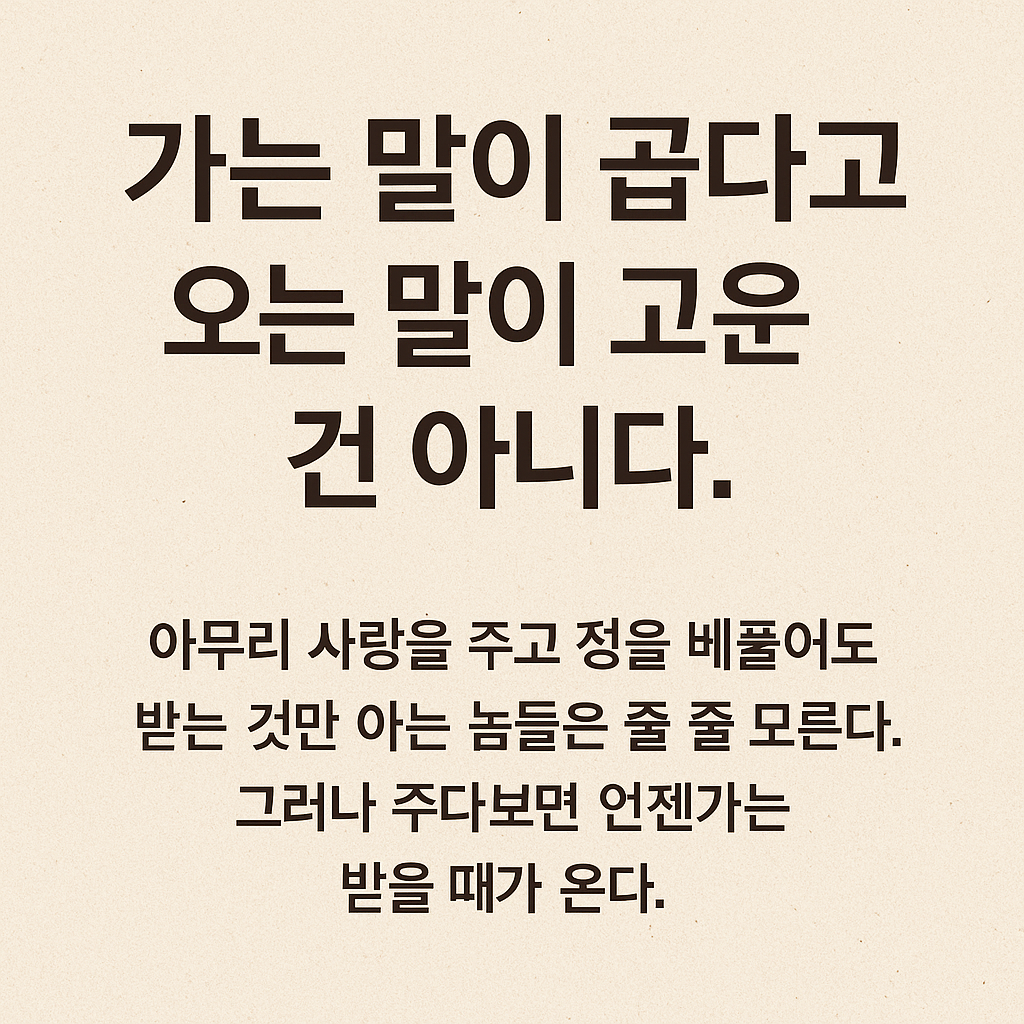 가는 말이 곱다고
오는 말이 고운
건 아니다.
아무리 사랑을 주고 정을 베풀어도
받는 것만 아는 놈들은 줄 줄 모른다.
그러나 주다보면 언젠가는
받을 때가 온다.